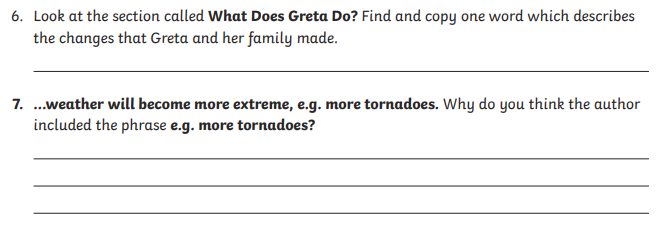 6. Look at the section called What Does Greta Do? Find and copy one word which describes
the changes that Greta and her family made.
7. ...weather will become more extreme, e.g. more tornadoes. Why do you think the author
included the phrase e.g. more tornadoes?